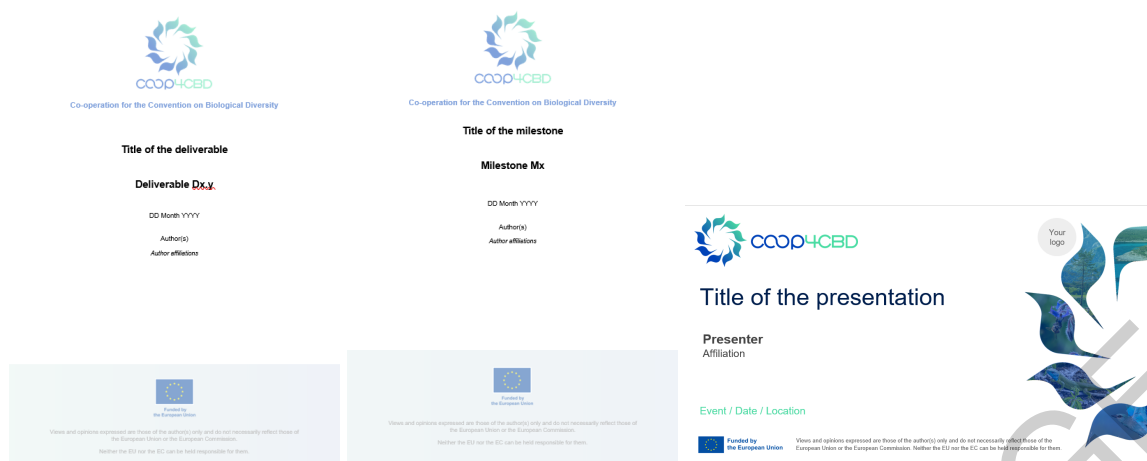 COOP4CBD
Co-operation for the Convention on Biological Diversity
Title of the deliverable
Deliverable Dx.y
DD Month YYYY
Author(s)
Author affiliations
Funded by
the European Union
Views and opinions expressed are those of the author(s) only and do not necessarily reflect those of
the European Union or the European Commission.
Neither the EU nor the EC can be held responsible for them.
COOP4CBD
Co-operation for the Convention on Biological Diversity
Title of the milestone
Milestone Mx
DD Month YYYY
Author(s)
Author affiliations
Funded by
the European Union
Views and opinions expressed are those of the author(s) only and do not necessarily reflect those of
the European Union or the European Commission.
Neither the EU nor the EC can be held responsible for them.
COOP4CBD
Your
logo
Title of the presentation
Presenter
Affiliation
Event / Date / Location
Funded by
the European Union
Views and opinions expressed are those of the author(s) only and do not necessarily reflect those of the
European Union or the European Commission. Neither the EU nor the EC can be held responsible for them